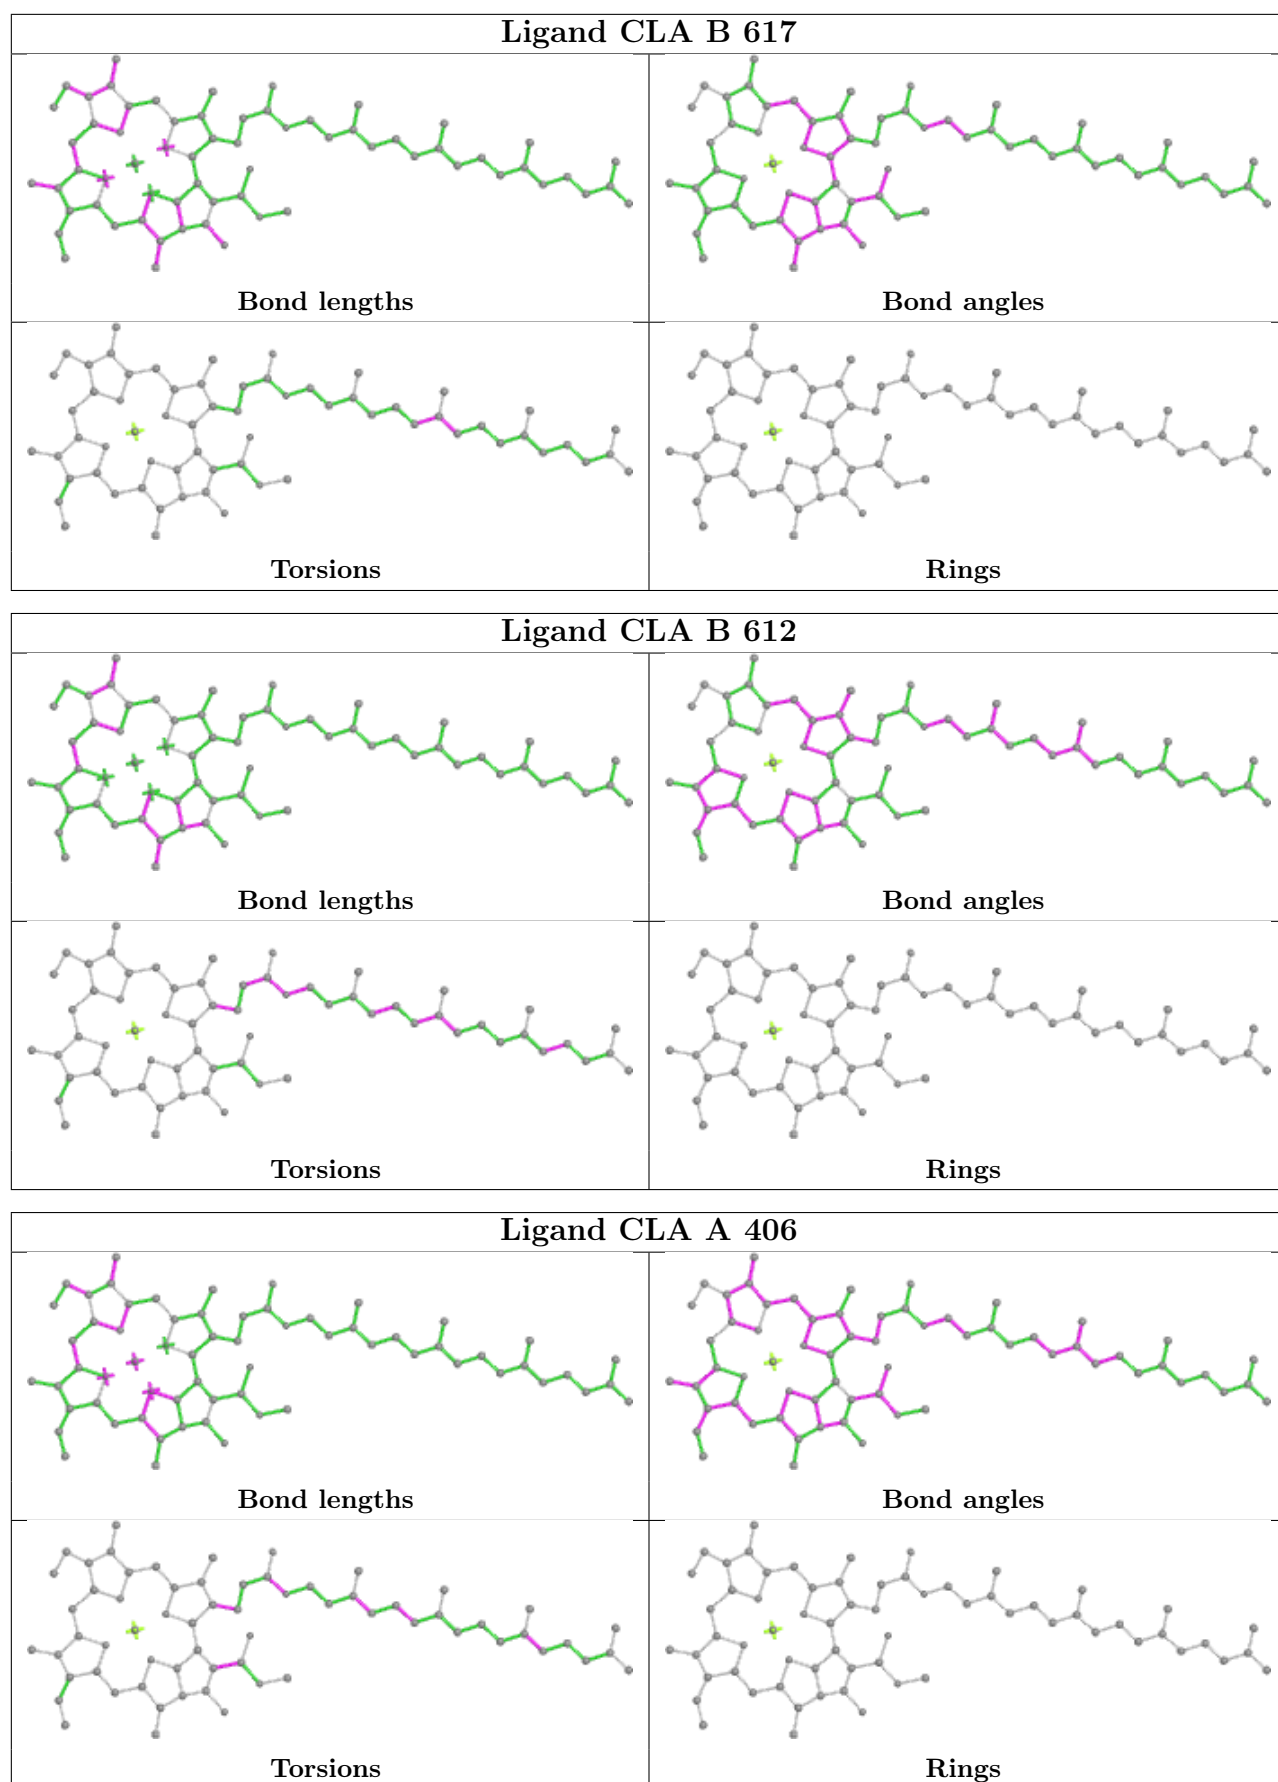 Ligand CLA B 617
Bond lengths
Bond angles
Torsions
Rings
Ligand CLA B 612
Bond lengths
Bond angles
Torsions
Rings
Ligand CLA A 406
Bond lengths
Bond angles
Torsions
Rings